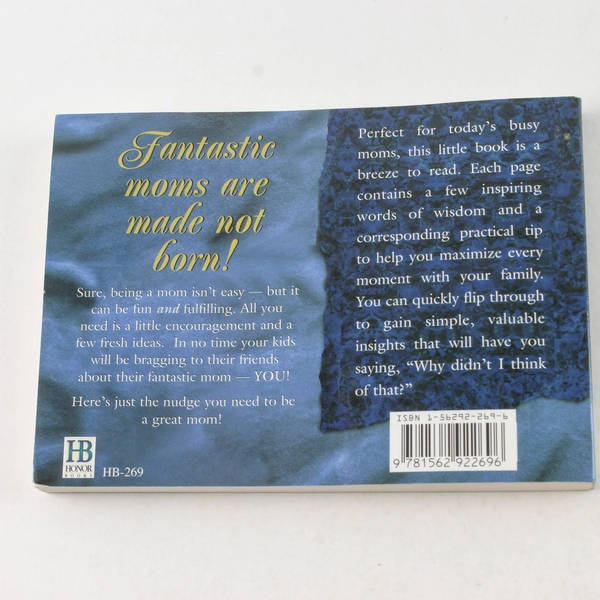 Fantastic
moms are
made not
born!
Sure, being a mom isn't easy — but it
can be fun and fulfilling. All you
need is a little encouragement and a
few fresh ideas. In no time your kids
will be bragging to their friends
about their fantastic mom — YOU!
Here's just the nudge you need to be
a great mom!
HB
HONOR
BOOKS
HB-269
Perfect for today's busy
moms, this little book is a
breeze to read. Each page
contains a few inspiring
words of wisdom and a
corresponding practical tip
to help you maximize every
moment with your family.
You can quickly flip through
to gain simple, valuable
insights that will have you
saying, "Why didn't I think
of that?"
ISBN 1-56292-269-6
9 781562 922696